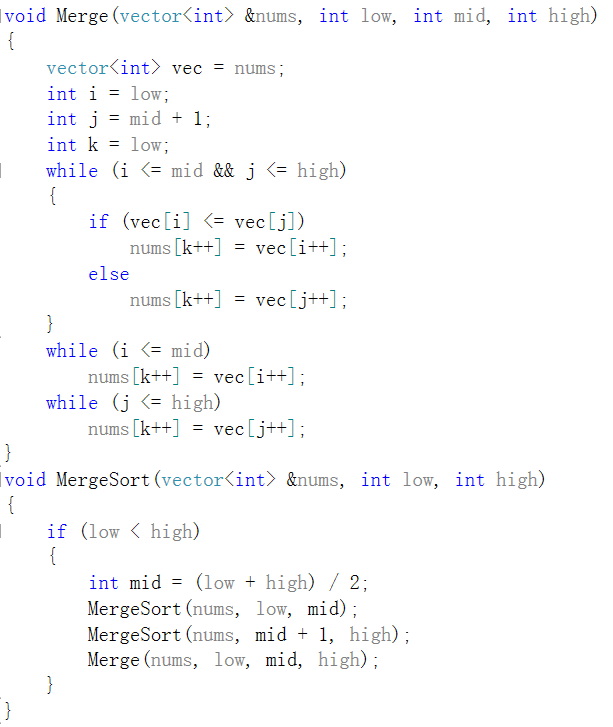 void Merge(vector<int> &nums, int low, int mid, int high)
{
    vector<int> vec = nums;
    int i = low;
    int j = mid + 1;
    int k = low;
    while (i <= mid && j <= high)
    {
        if (vec[i] <= vec[j])
            nums[k++] = vec[i++];
        else
            nums[k++] = vec[j++];
    }
    while (i <= mid)
        nums[k++] = vec[i++];
    while (j <= high)
        nums[k++] = vec[j++];
}
void MergeSort(vector<int> &nums, int low, int high)
{
    if (low < high)
    {
        int mid = (low + high) / 2;
        MergeSort(nums, low, mid);
        MergeSort(nums, mid + 1, high);
        Merge(nums, low, mid, high);
    }
}